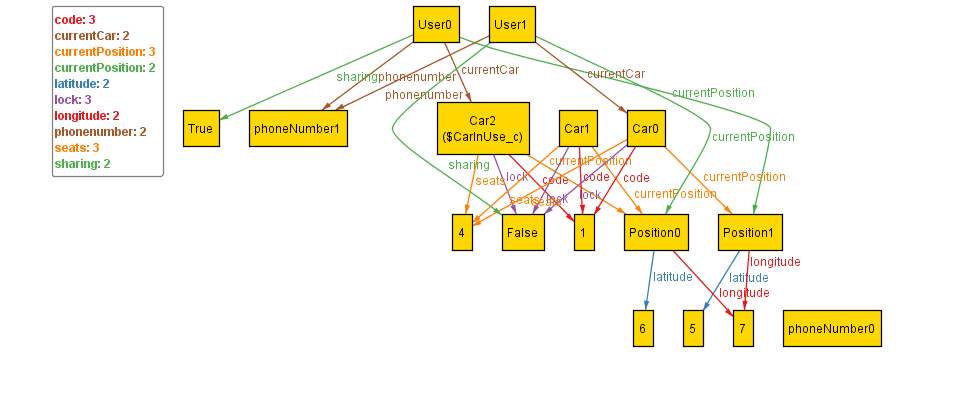 code: 3
currentCar: 2
currentPosition: 3
currentPosition: 2
latitude: 2
lock: 3
longitude: 2
phonenumber: 2
seats: 3
sharing: 2
User0
User1
currentCar
currentCar
sharing
phonenumber
phonenumber
currentPosition
True
phoneNumber1
Car2
($CarInUse_c)
Car1
Car0
currentPosition
sharing
currentPosition
seats
lock
code
code
code
currentPosition
seats
lock
seats
lock
currentPosition
4
False
1
Position0
Position1
longitude
latitude
latitude
longitude
6
5
7
phoneNumber0